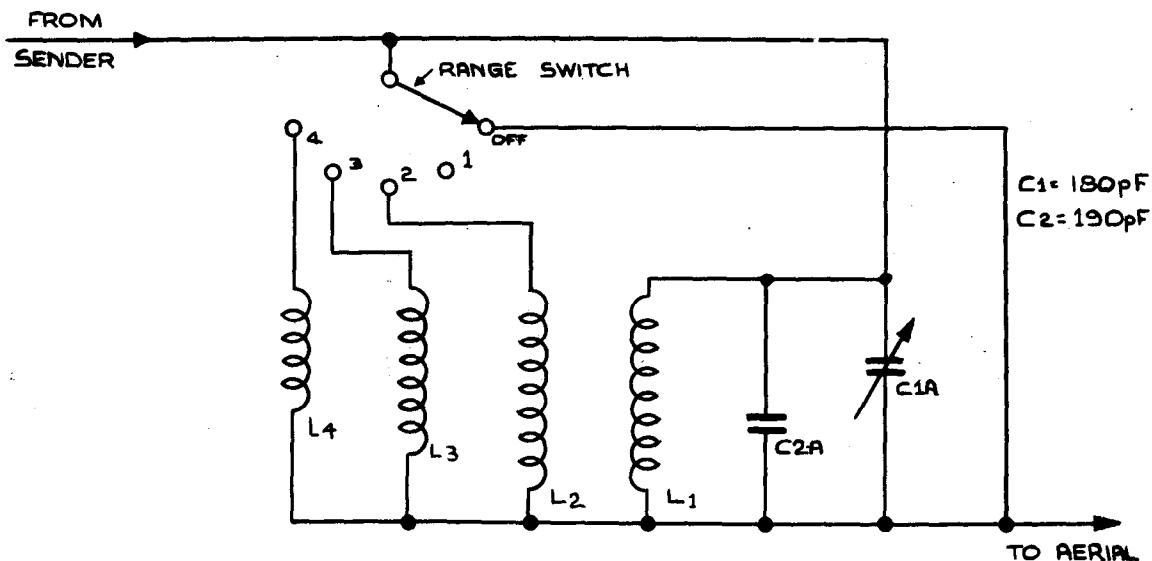 FROM
SENDER
RANGE SWITCH
OFF
4
3
2
1
C1= 180pF
C2= 190pF
L4
L3
L2
L1
C2A
C1A
TO AERIAL